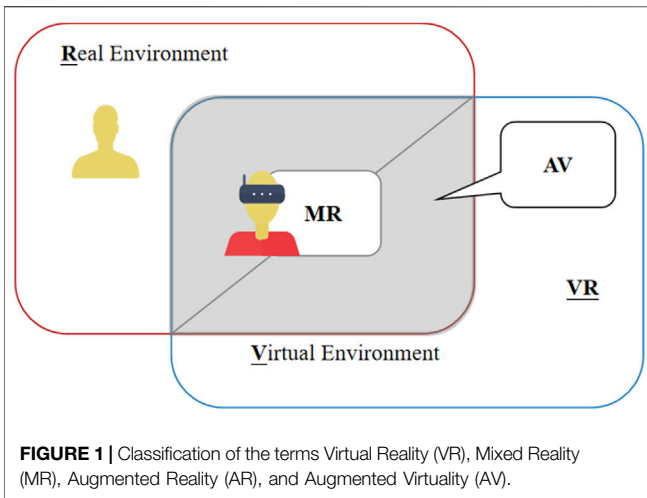 Real Environment
AV
MR
VR
Virtual Environment
FIGURE 1 | Classification of the terms Virtual Reality (VR), Mixed Reality
(MR), Augmented Reality (AR), and Augmented Virtuality (AV).